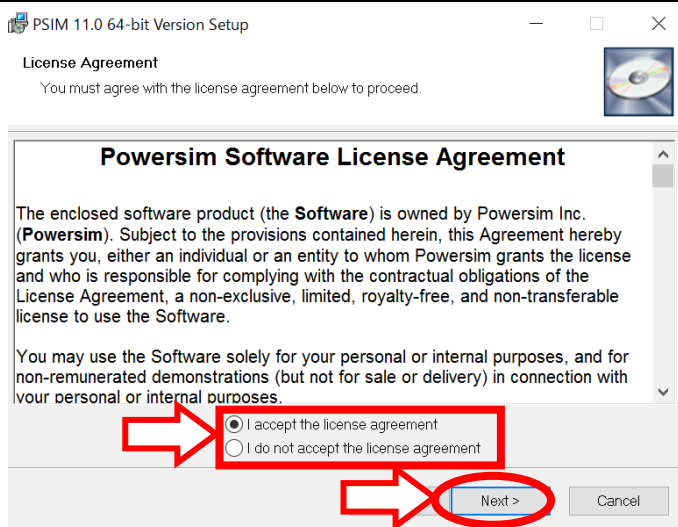 PSIM 11.0 64-bit Version Setup
License Agreement
You must agree with the license agreement below to proceed.
Powersim Software License Agreement
The enclosed software product (the Software) is owned by Powersim Inc.
(Powersim). Subject to the provisions contained herein, this Agreement hereby
grants you, either an individual or an entity to whom Powersim grants the license
and who is responsible for complying with the contractual obligations of the
License Agreement, a non-exclusive, limited, royalty-free, and non-transferable
license to use the Software.
You may use the Software solely for your personal or internal purposes, and for
non-remunerated demonstrations (but not for sale or delivery) in connection with
your personal or internal purposes.
I accept the license agreement
I do not accept the license agreement
Next >
Cancel